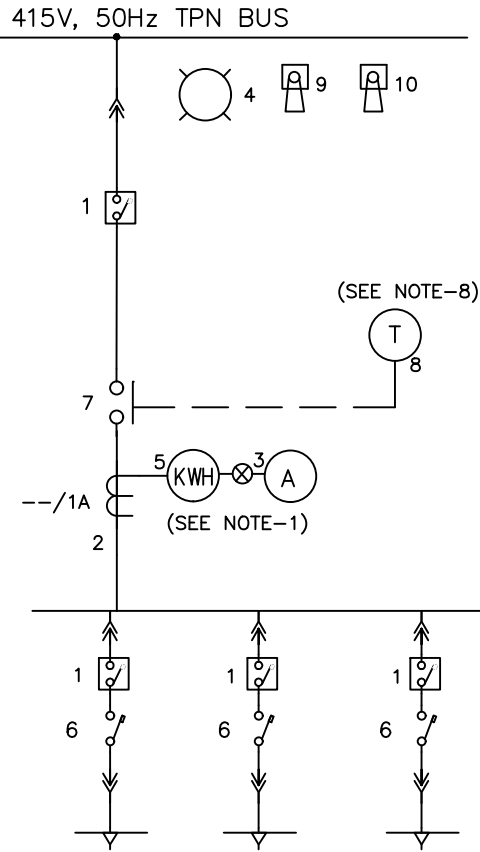 415V, 50Hz TPN BUS
4
9
10
1
(SEE NOTE-8)
T
8
7
5
KWH
3
A
--/1A
(SEE NOTE-1)
2
1
1
1
6
6
6